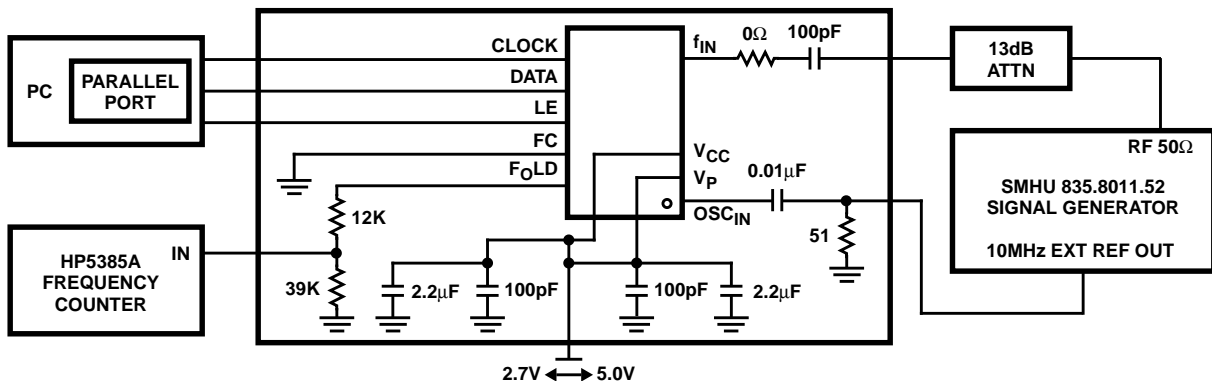 PC
PARALLEL
PORT
CLOCK
DATA
LE
FC
FOLD
fIN
0Ω
100pF
13dB
ATTN
VCC
VP
OSCIN
0.01μF
51
RF 50Ω
SMHU 835.8011.52
SIGNAL GENERATOR
10MHz EXT REF OUT
HP5385A
FREQUENCY
COUNTER
IN
12K
39K
2.2μF
100pF
100pF
2.2μF
2.7V
5.0V